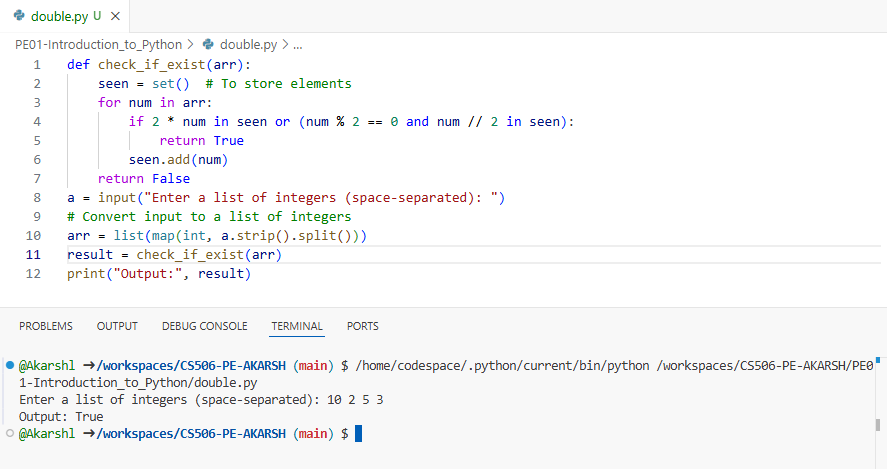 double.py U ×
PE01-Introduction_to_Python > double.py > ...
1 def check_if_exist(arr):
2 seen = set()  # To store elements
3 for num in arr:
4 if 2 * num in seen or (num % 2 == 0 and num // 2 in seen):
5 return True
6 seen.add(num)
7 return False
8 a = input("Enter a list of integers (space-separated): ")
9 # Convert input to a list of integers
10 arr = list(map(int, a.strip().split()))
11 result = check_if_exist(arr)
12 print("Output:", result)
PROBLEMS OUTPUT DEBUG CONSOLE TERMINAL PORTS
@Akarshl ➜/workspaces/CS506-PE-AKARSH (main) $ /home/codespace/.python/current/bin/python /workspaces/CS506-PE-AKARSH/PE0
1-Introduction_to_Python/double.py
Enter a list of integers (space-separated): 10 2 5 3
Output: True
@Akarshl ➜/workspaces/CS506-PE-AKARSH (main) $